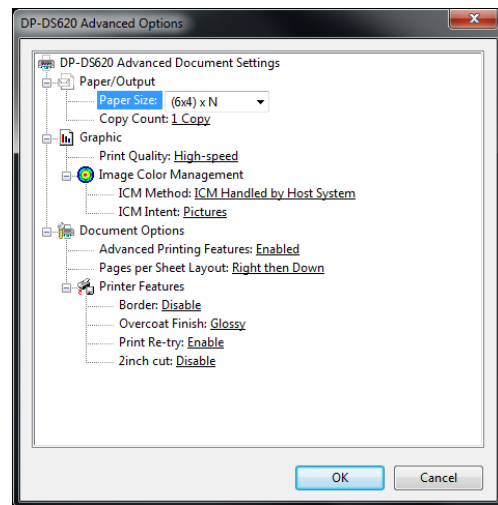 DP-DS620 Advanced Options
DP-DS620 Advanced Document Settings
Paper/Output
Paper Size: (6x4) x N
Copy Count: 1 Copy
Graphic
Print Quality: High-speed
Image Color Management
ICM Method: ICM Handled by Host System
ICM Intent: Pictures
Document Options
Advanced Printing Features: Enabled
Pages per Sheet Layout: Right then Down
Printer Features
Border: Disable
Overcoat Finish: Glossy
Print Re-try: Enable
2inch cut: Disable
OK Cancel